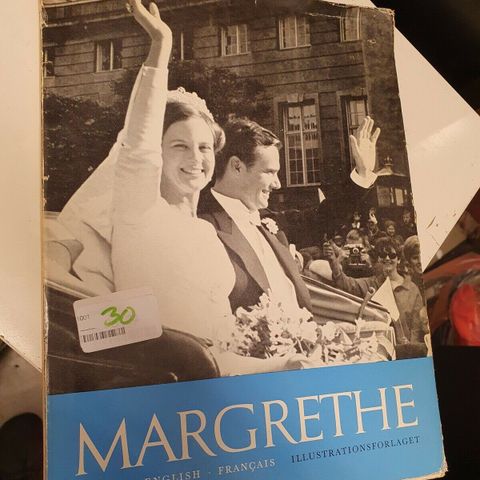 30
MARGRETHE
ENGLISH · FRANÇAIS ILLUSTRATIONSFORLAGET